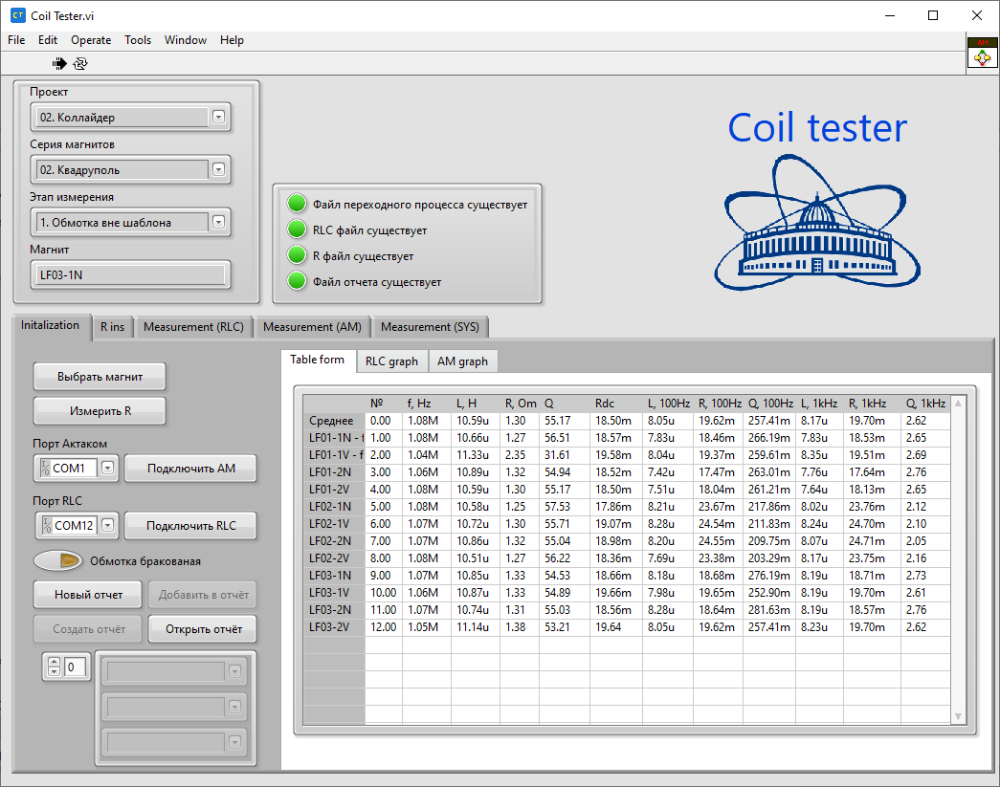 CT Coil Tester.vi
File Edit Operate Tools Window Help
AM
Проект
02. Коллайдер
Серия магнитов
02. Квадруполь
Этап измерения
1. Обмотка вне шаблона
Магнит
LF03-1N
Файл переходного процесса существует
RLC файл существует
R файл существует
Файл отчета существует
Coil tester
Initalization R ins Measurement (RLC) Measurement (AM) Measurement (SYS)
Выбрать магнит
Измерить R
Порт Актаком
I/0 COM1 Подключить AM
Порт RLC
I/0 COM12 Подключить RLC
Обмотка бракованая
Новый отчет Добавить в отчёт
Создать отчёт Открыть отчёт
0
Table form RLC graph AM graph
№ f, Hz L, H R, Om Q Rdc L, 100Hz R, 100Hz Q, 100Hz L, 1kHz R, 1kHz Q, 1kHz
Среднее 0.00 1.08M 10.59u 1.30 55.17 18.50m 8.05u 19.62m 257.41m 8.17u 19.70m 2.62
LF01-1N - f 1.00 1.08M 10.66u 1.27 56.51 18.57m 7.83u 18.46m 266.19m 7.83u 18.53m 2.65
LF01-1V - f 2.00 1.04M 11.33u 2.35 31.61 19.58m 8.04u 19.37m 259.61m 8.35u 19.51m 2.69
LF01-2N 3.00 1.06M 10.89u 1.32 54.94 18.52m 7.42u 17.47m 263.01m 7.76u 17.64m 2.76
LF01-2V 4.00 1.08M 10.59u 1.30 55.17 18.50m 7.51u 18.04m 261.21m 7.64u 18.13m 2.65
LF02-1N 5.00 1.08M 10.58u 1.25 57.53 17.86m 8.21u 23.67m 217.86m 8.02u 23.76m 2.12
LF02-1V 6.00 1.07M 10.72u 1.30 55.71 19.07m 8.28u 24.54m 211.83m 8.24u 24.70m 2.10
LF02-2N 7.00 1.07M 10.86u 1.32 55.04 18.98m 8.20u 24.55m 209.75m 8.07u 24.71m 2.05
LF02-2V 8.00 1.08M 10.51u 1.27 56.22 18.36m 7.69u 23.38m 203.29m 8.17u 23.75m 2.16
LF03-1N 9.00 1.07M 10.85u 1.33 54.53 18.66m 8.18u 18.68m 276.19m 8.19u 18.71m 2.73
LF03-1V 10.00 1.06M 10.87u 1.33 54.89 19.66m 7.98u 19.65m 252.90m 8.19u 19.70m 2.61
LF03-2N 11.00 1.07M 10.74u 1.31 55.03 18.56m 8.28u 18.64m 281.63m 8.19u 18.57m 2.76
LF03-2V 12.00 1.05M 11.14u 1.38 53.21 19.64 8.05u 19.62m 257.41m 8.23u 19.70m 2.62